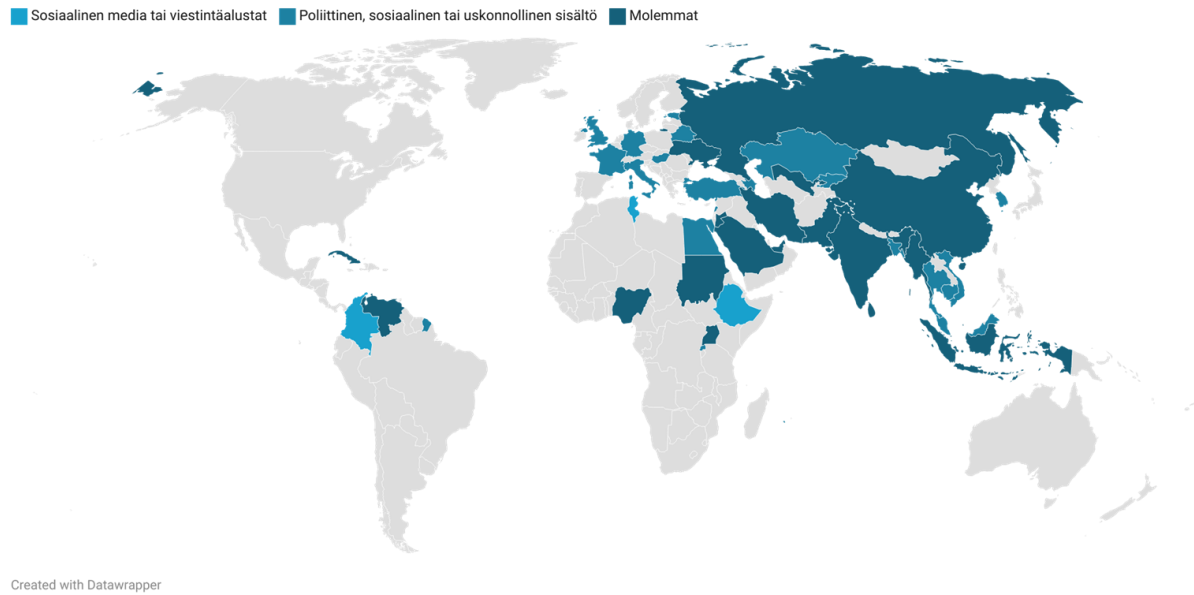 Sosiaalinen media tai viestintäalustat Poliittinen, sosiaalinen tai uskonnollinen sisältö Molemmat
Created with Datawrapper